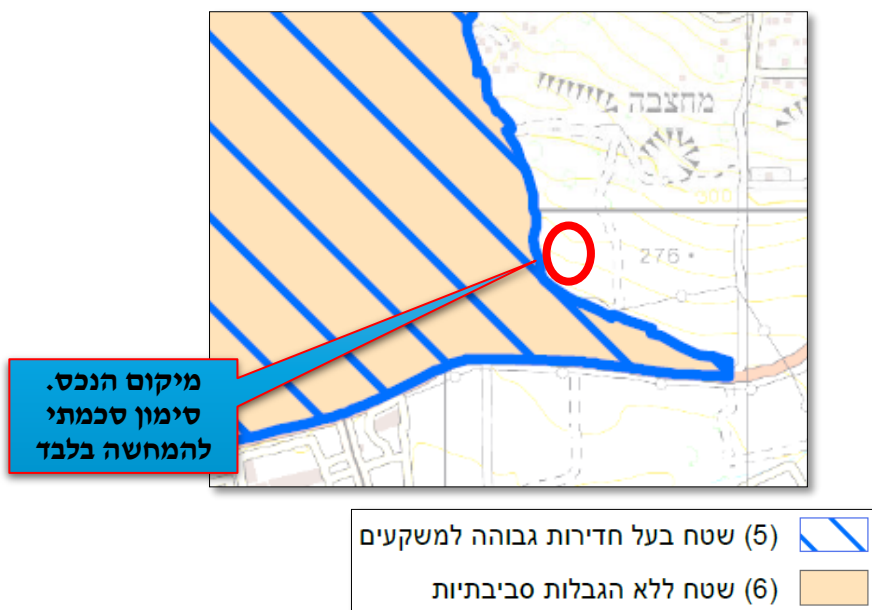 מחצבה
300
276
מיקום הנכס.
סימון סכמתי
להמחשה בלבד
(5) שטח בעל חדירות גבוהה למשקעים
(6) שטח ללא הגבלות סביבתיות